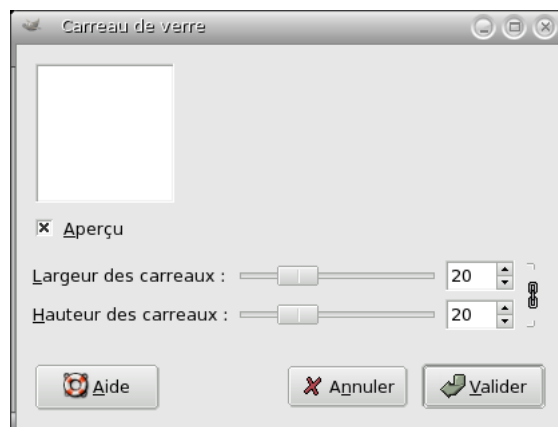 Carreau de verre
Aperçu
Largeur des carreaux : 20
Hauteur des carreaux : 20
Aide Annuler Valider